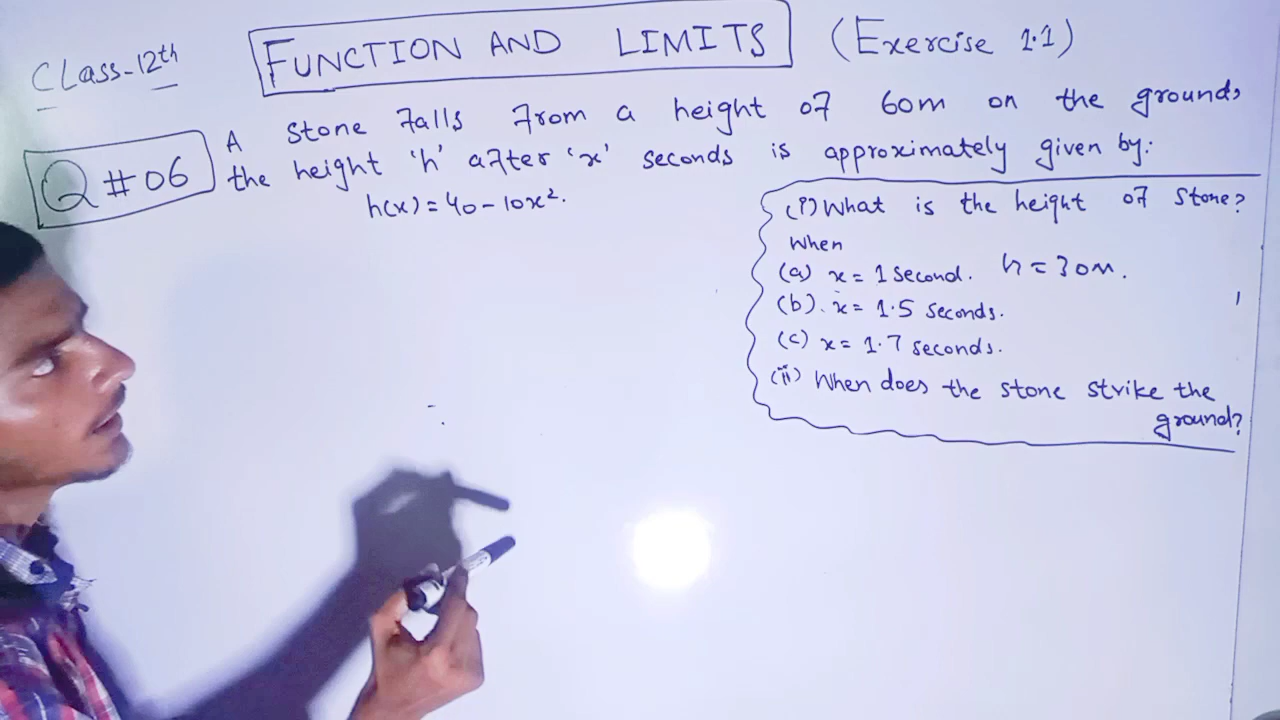 Class-12th
FUNCTION AND LIMITS
(Exercise 1.1)
Q#06
A stone falls from a height of 60m on the ground,
the height 'h' after 'x' seconds is approximately given by:
h(x) = 40 - 10x².
(i) What is the height of stone?
When
(a) x = 1 second. h = 30m.
(b). x = 1.5 seconds.
(c) x = 1.7 seconds.
(ii) When does the stone strike the
ground?